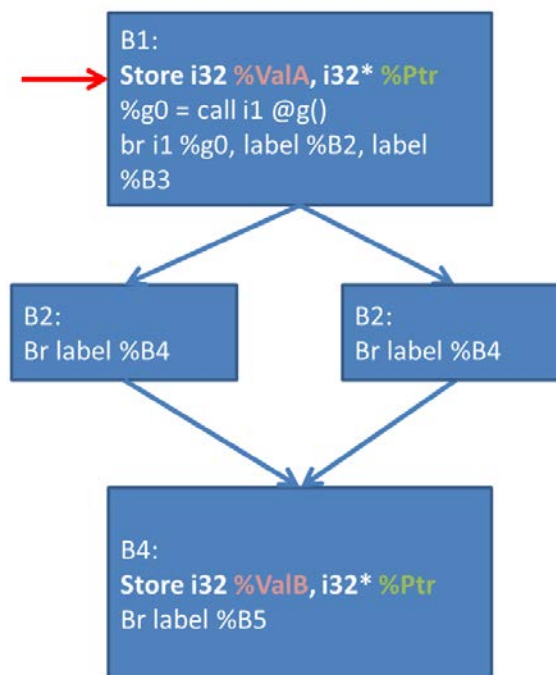 B1:
Store i32 %ValA, i32* %Ptr
%g0 = call i1 @g()
br i1 %g0, label %B2, label
%B3
B2:
Br label %B4
B2:
Br label %B4
B4:
Store i32 %ValB, i32* %Ptr
Br label %B5